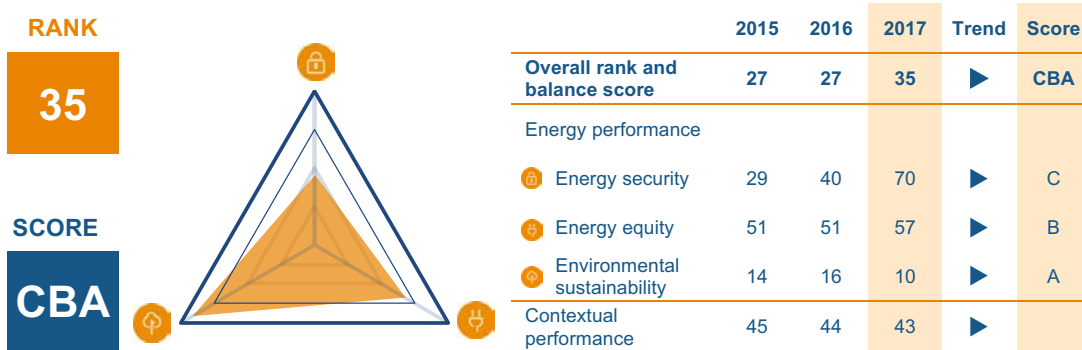 RANK
35
SCORE
CBA
2015 2016 2017 Trend Score
Overall rank and
balance score 27 27 35 ▶ CBA
Energy performance
Energy security 29 40 70 ▶ C
Energy equity 51 51 57 ▶ B
Environmental
sustainability 14 16 10 ▶ A
Contextual
performance 45 44 43 ▶